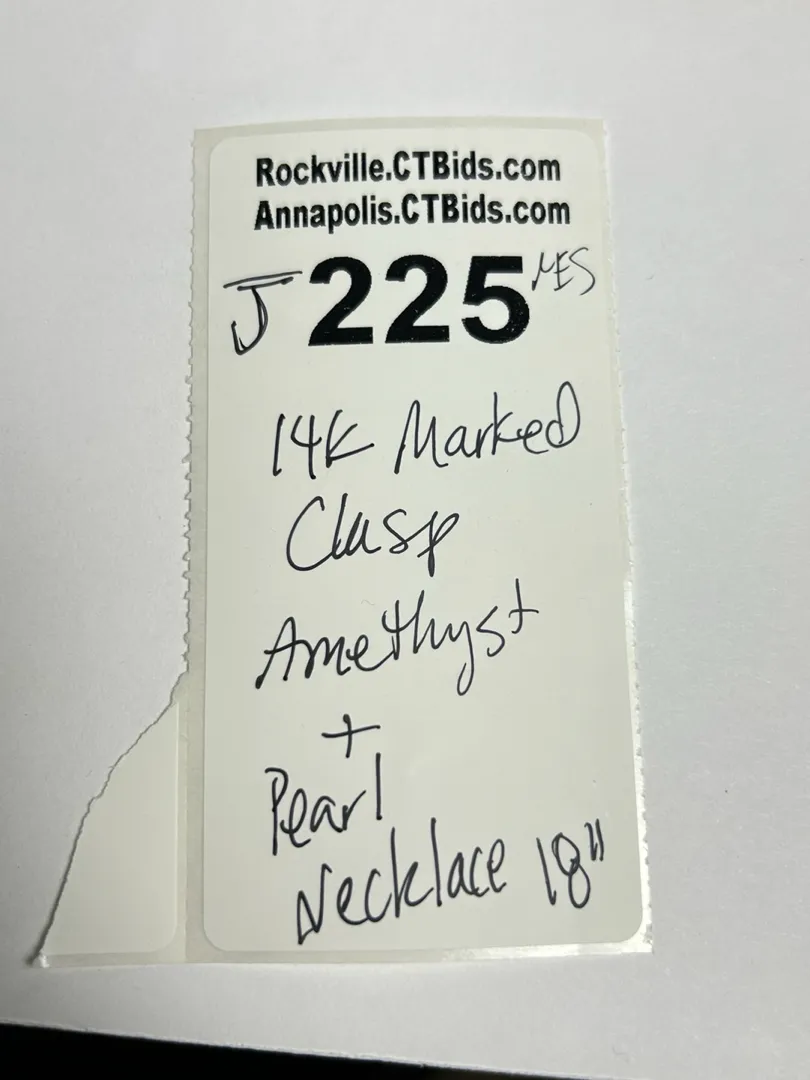 Rockville.CTBids.com
Annapolis.CTBids.com
J 225 MES
14K Marked
Clasp
Amethyst
+
Pearl
Necklace 18"